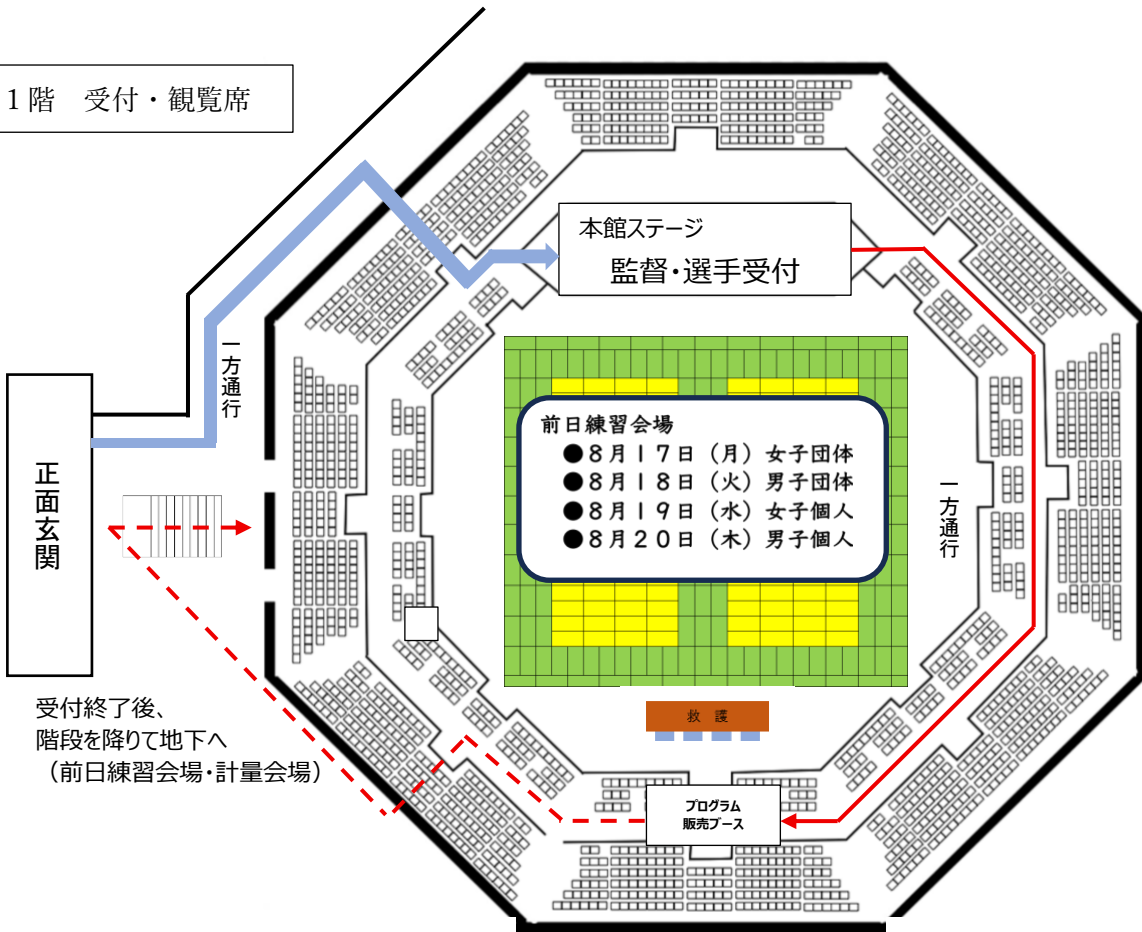 1階　受付・観覧席
本館ステージ
監督・選手受付
一方通行
正面玄関
前日練習会場
●8月17日（月）女子団体
●8月18日（火）男子団体
●8月19日（水）女子個人
●8月20日（木）男子個人
一方通行
受付終了後、
階段を降りて地下へ
（前日練習会場・計量会場）
救護
プログラム
販売ブース